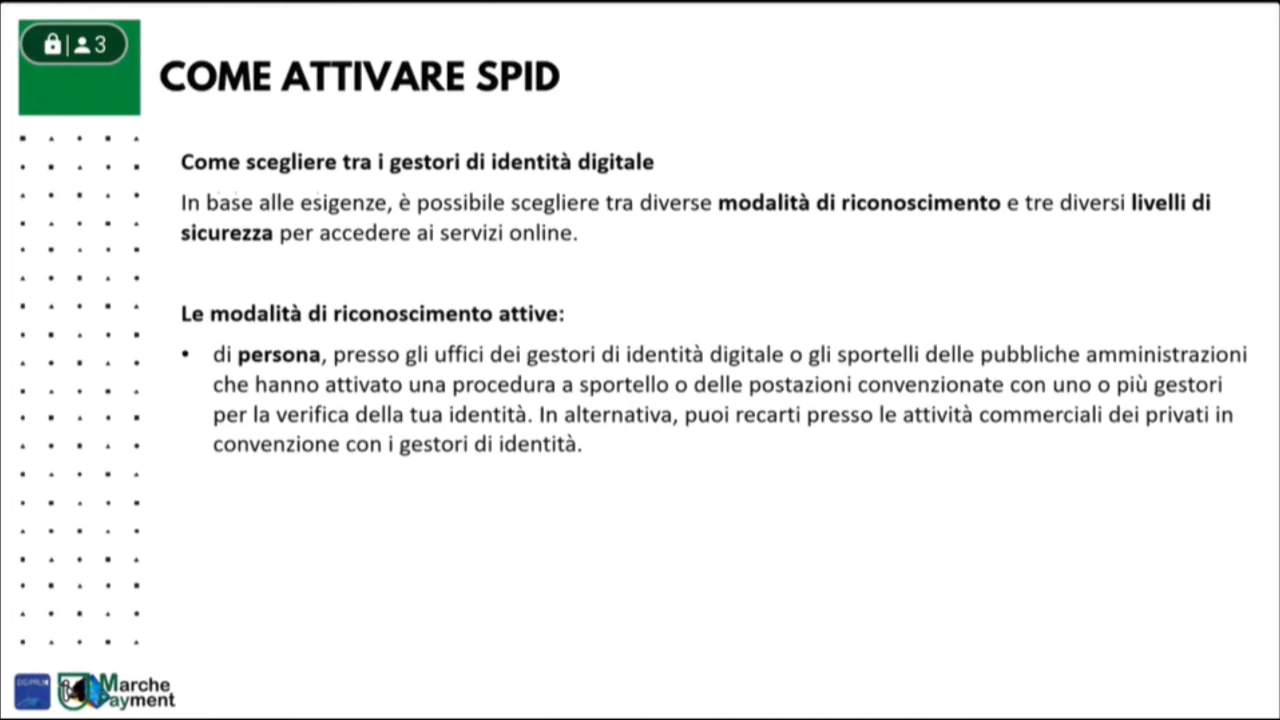 3
COME ATTIVARE SPID
Come scegliere tra i gestori di identità digitale
In base alle esigenze, è possibile scegliere tra diverse modalità di riconoscimento e tre diversi livelli di
sicurezza per accedere ai servizi online.
Le modalità di riconoscimento attive:
• di persona, presso gli uffici dei gestori di identità digitale o gli sportelli delle pubbliche amministrazioni
che hanno attivato una procedura a sportello o delle postazioni convenzionate con uno o più gestori
per la verifica della tua identità. In alternativa, puoi recarti presso le attività commerciali dei privati in
convenzione con i gestori di identità.
Marche
Payment